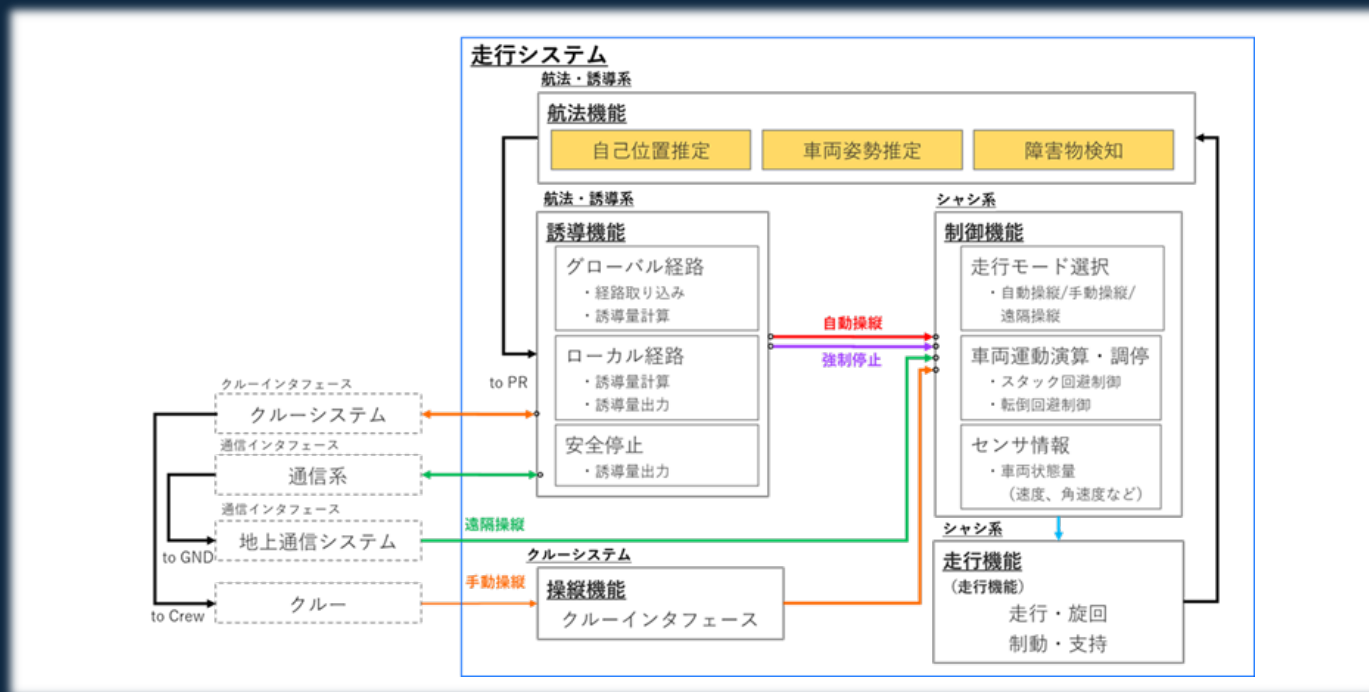 走行システム
航法・誘導系
航法機能
自己位置推定
車両姿勢推定
障害物検知
航法・誘導系
誘導機能
グローバル経路
・経路取り込み
・誘導量計算
ローカル経路
・誘導量計算
・誘導量出力
安全停止
・誘導量出力
to PR
自動操縦
強制停止
シャシ系
制御機能
走行モード選択
・自動操縦/手動操縦/
遠隔操縦
車両運動演算・調停
・スタック回避制御
・転倒回避制御
センサ情報
・車両状態量
（速度、角速度など）
クルーインタフェース
クルーシステム
通信インタフェース
通信系
通信インタフェース
地上通信システム
to GND
クルー
to Crew
遠隔操縦
手動操縦
クルーシステム
操縦機能
クルーインタフェース
シャシ系
走行機能
（走行機能）
走行・旋回
制動・支持